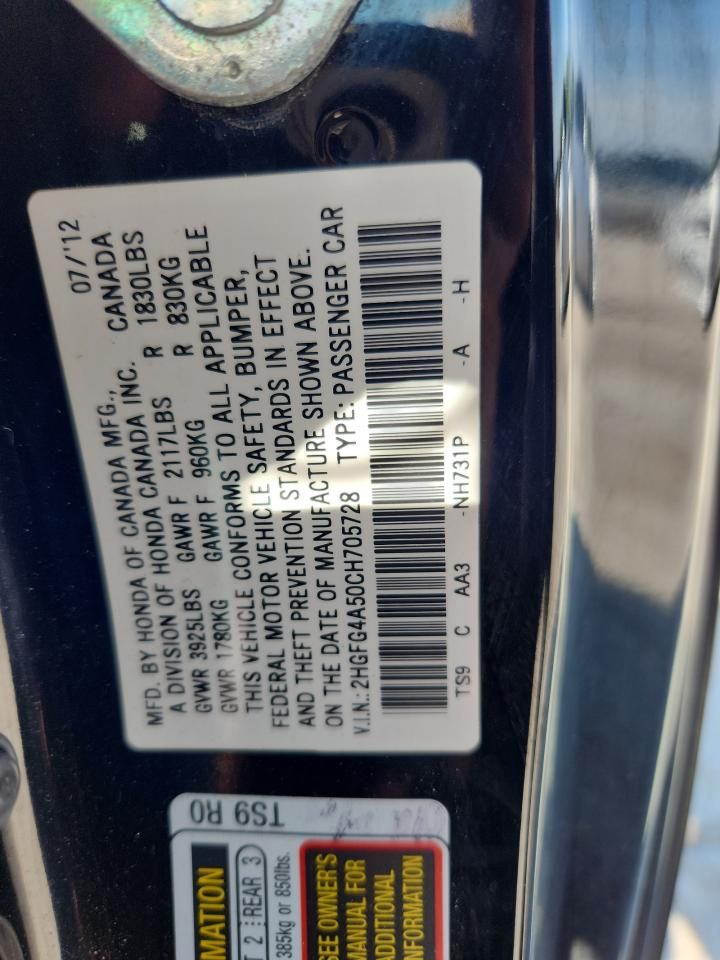 MFD. BY HONDA OF CANADA MFG., 07/'12
A DIVISION OF HONDA CANADA INC. CANADA
GVWR 3925LBS GAWR F 2117LBS R 1830LBS
GVWR 1780KG GAWR F 960KG R 830KG
THIS VEHICLE CONFORMS TO ALL APPLICABLE
FEDERAL MOTOR VEHICLE SAFETY, BUMPER,
AND THEFT PREVENTION STANDARDS IN EFFECT
ON THE DATE OF MANUFACTURE SHOWN ABOVE.
V.I.N.: 2HGFG4A50CH705728 TYPE: PASSENGER CAR
TS9 C AA3 -NH731P -A -H
TS9 R0
MATION
T 2 REAR 3
385kg or 850lbs.
SEE OWNER'S
MANUAL FOR
ADDITIONAL
INFORMATION